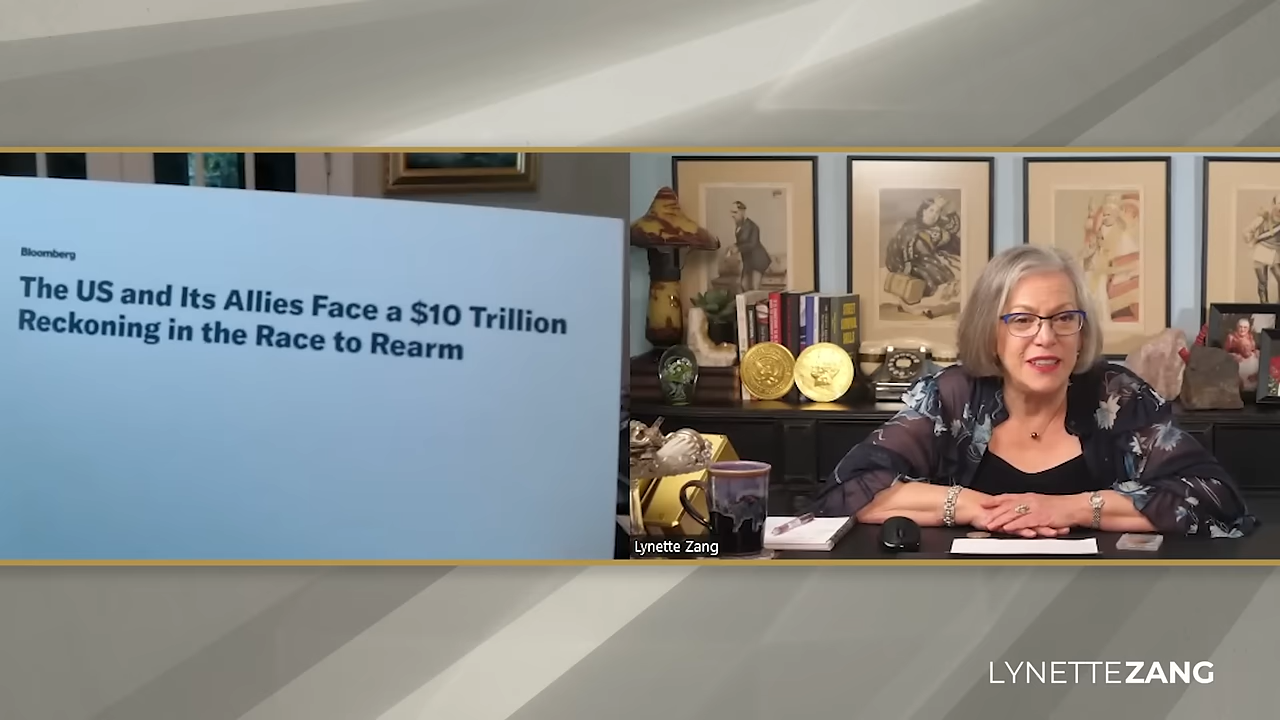 Bloomberg
The US and Its Allies Face a $10 Trillion
Reckoning in the Race to Rearm
Lynette Zang
LYNETTEZANG